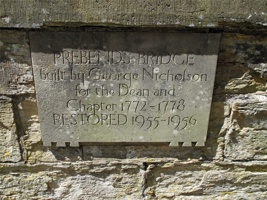 PREBENDS BRIDGE
built by George Nicholson
for the Dean and
Chapter 1772-1778
RESTORED 1955-1956